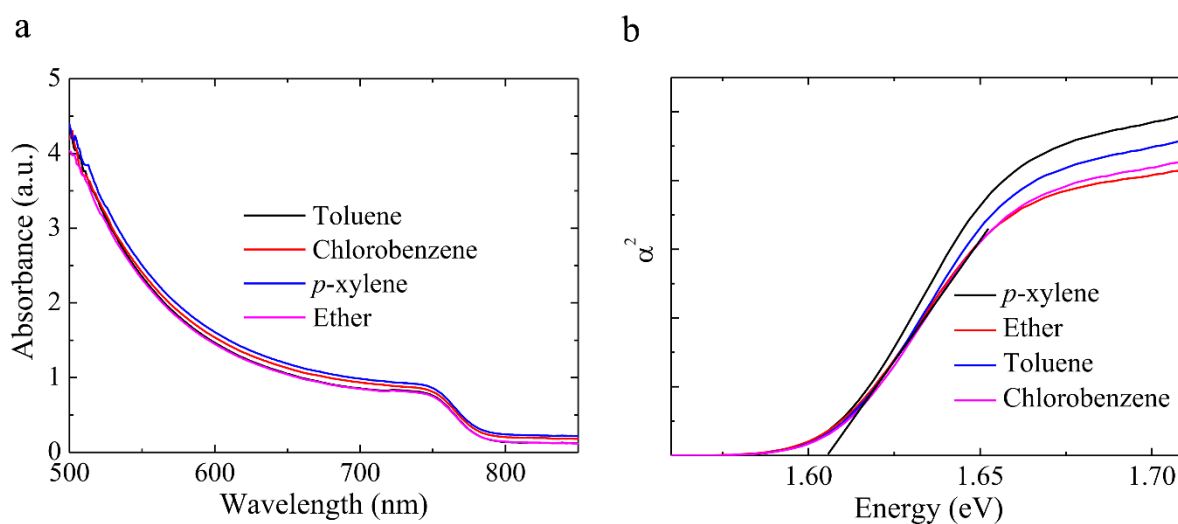 a
5
4
3
2
1
0
Absorbance (a.u.)
Toluene
Chlorobenzene
p-xylene
Ether
500
600
700
800
Wavelength (nm)
b
α²
p-xylene
Ether
Toluene
Chlorobenzene
1.60
1.65
1.70
Energy (eV)